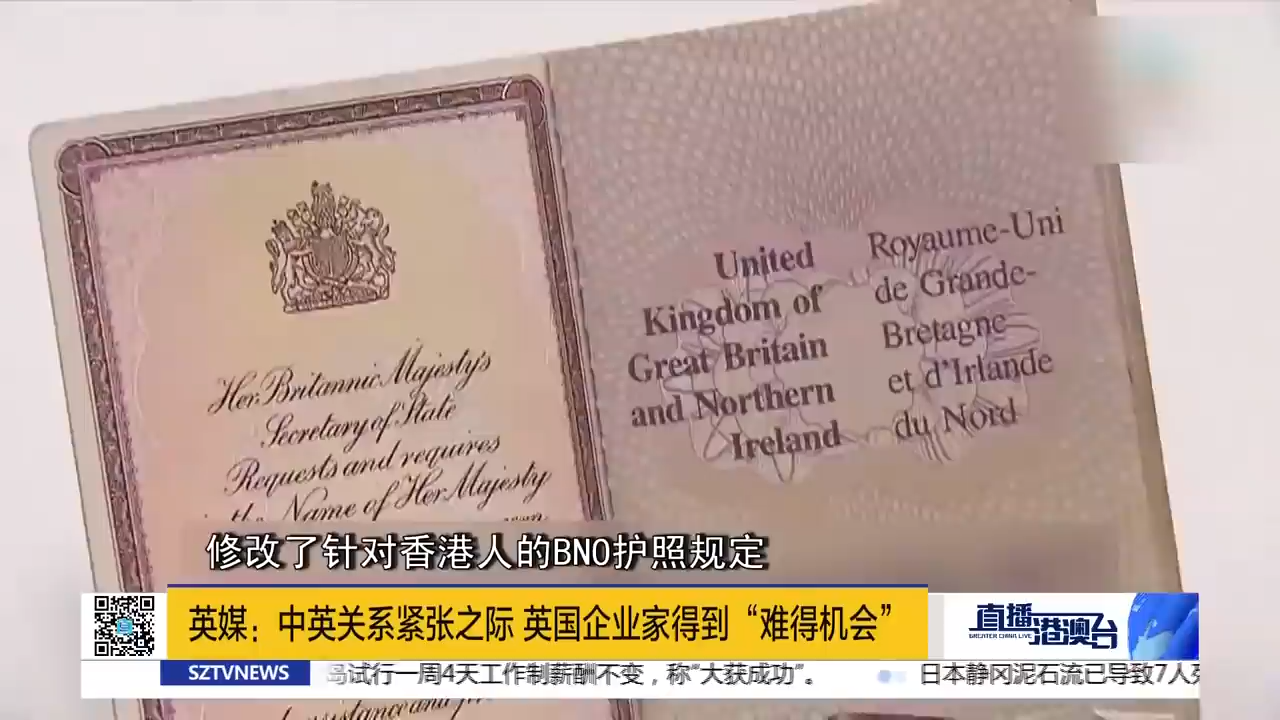 Her Britannic Majesty's
Secretary of State
Requests and requires
the Name of Her Majesty
United
Kingdom of
Great Britain
and Northern
Ireland
Royaume-Uni
de Grande-
Bretagne
et d'Irlande
du Nord
修改了针对香港人的BNO护照规定
英媒：中英关系紧张之际 英国企业家得到“难得机会”
直播港澳台
GREATER CHINA LIVE
SZTVNEWS
岛试行一周4天工作制薪酬不变，称“大获成功”。 日本静冈泥石流已导致7人死